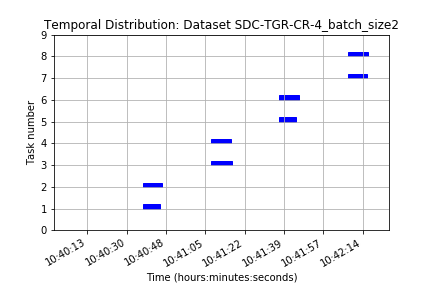 Temporal Distribution: Dataset SDC-TGR-CR-4_batch_size2
9
8
7
6
5
4
3
2
1
0
Task number
10:40:13 10:40:30 10:40:48 10:41:05 10:41:22 10:41:39 10:41:57 10:42:14
Time (hours:minutes:seconds)